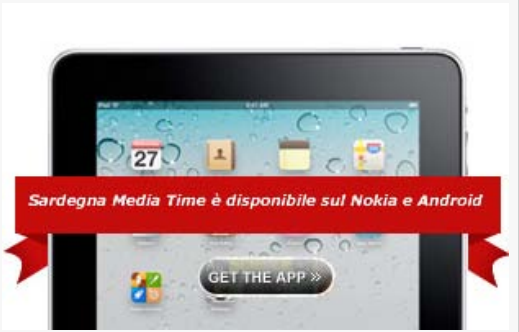 27
Sardegna Media Time è disponibile sul Nokia e Android
GET THE APP »